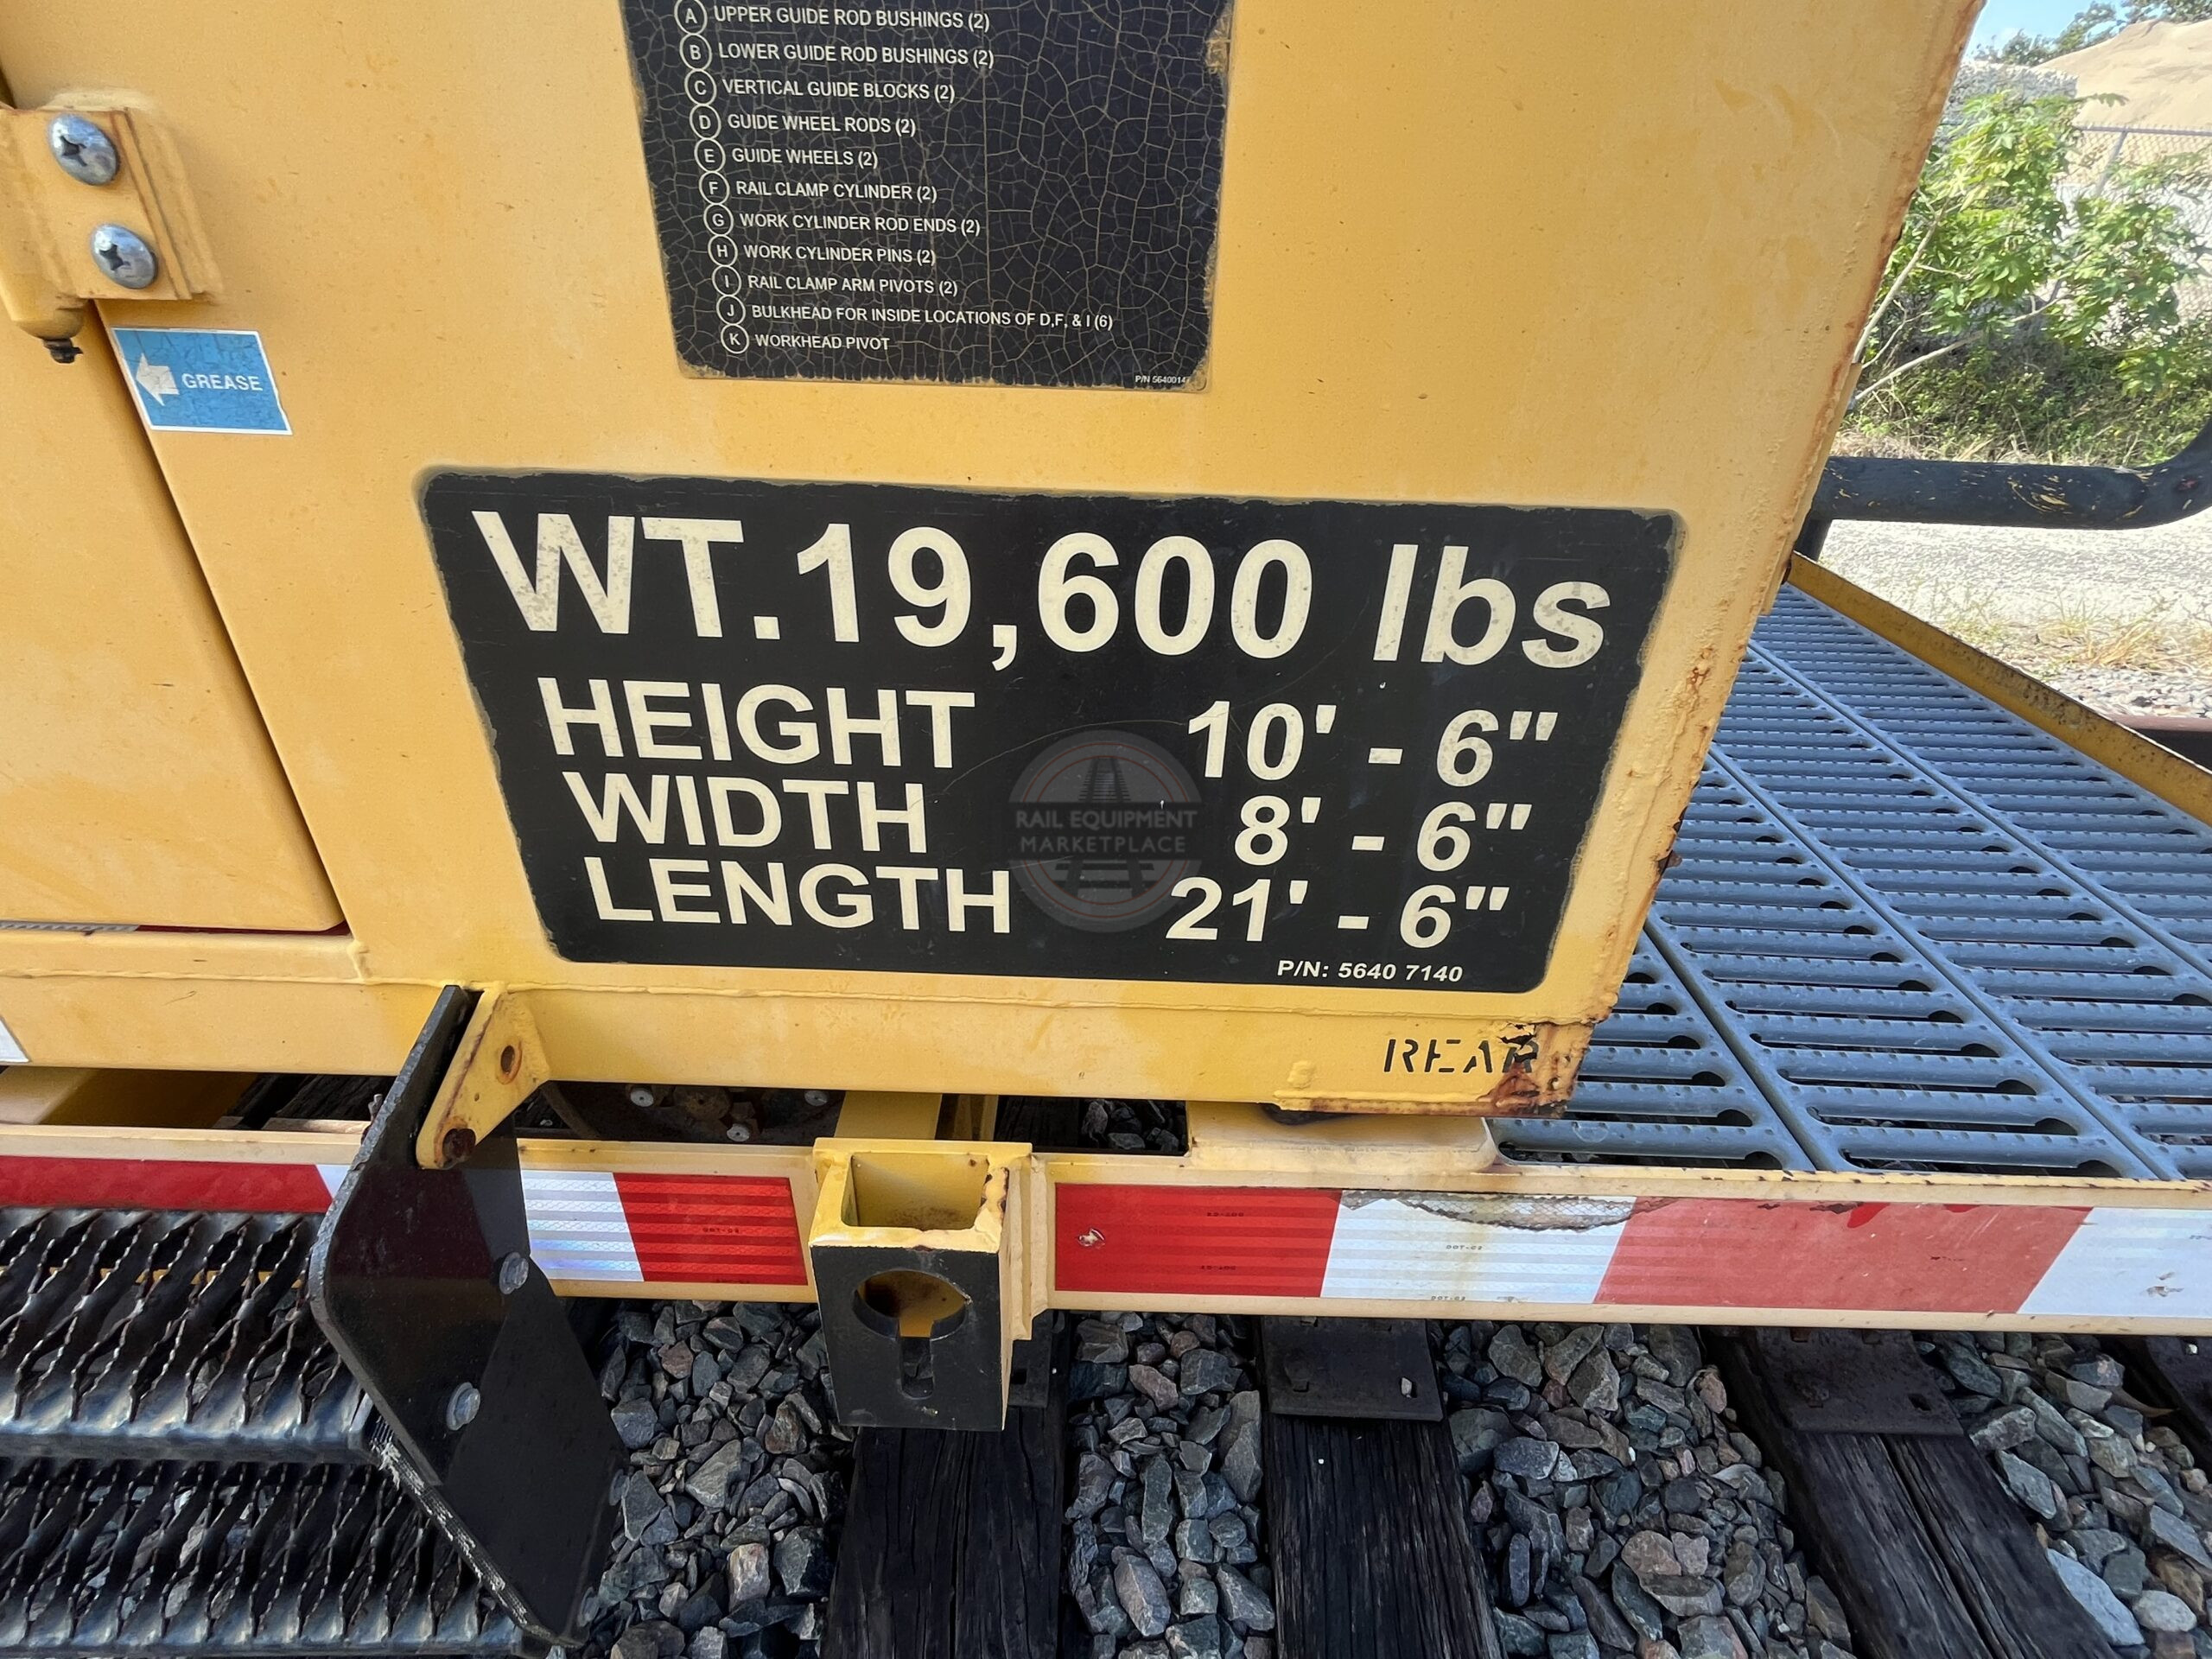 A UPPER GUIDE ROD BUSHINGS (2)
B LOWER GUIDE ROD BUSHINGS (2)
C VERTICAL GUIDE BLOCKS (2)
D GUIDE WHEEL RODS (2)
E GUIDE WHEELS (2)
F RAIL CLAMP CYLINDER (2)
G WORK CYLINDER ROD ENDS (2)
H WORK CYLINDER PINS (2)
I RAIL CLAMP ARM PIVOTS (2)
J BULKHEAD FOR INSIDE LOCATIONS OF D,F, & I (6)
K WORKHEAD PIVOT
GREASE
WT. 19,600 lbs
HEIGHT 10' - 6"
WIDTH 8' - 6"
LENGTH 21' - 6"
RAIL EQUIPMENT
MARKETPLACE
P/N: 5640 7140
REAR